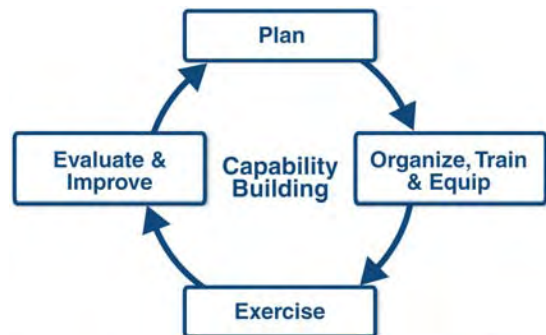 Plan
Evaluate &
Improve
Capability
Building
Organize, Train
& Equip
Exercise